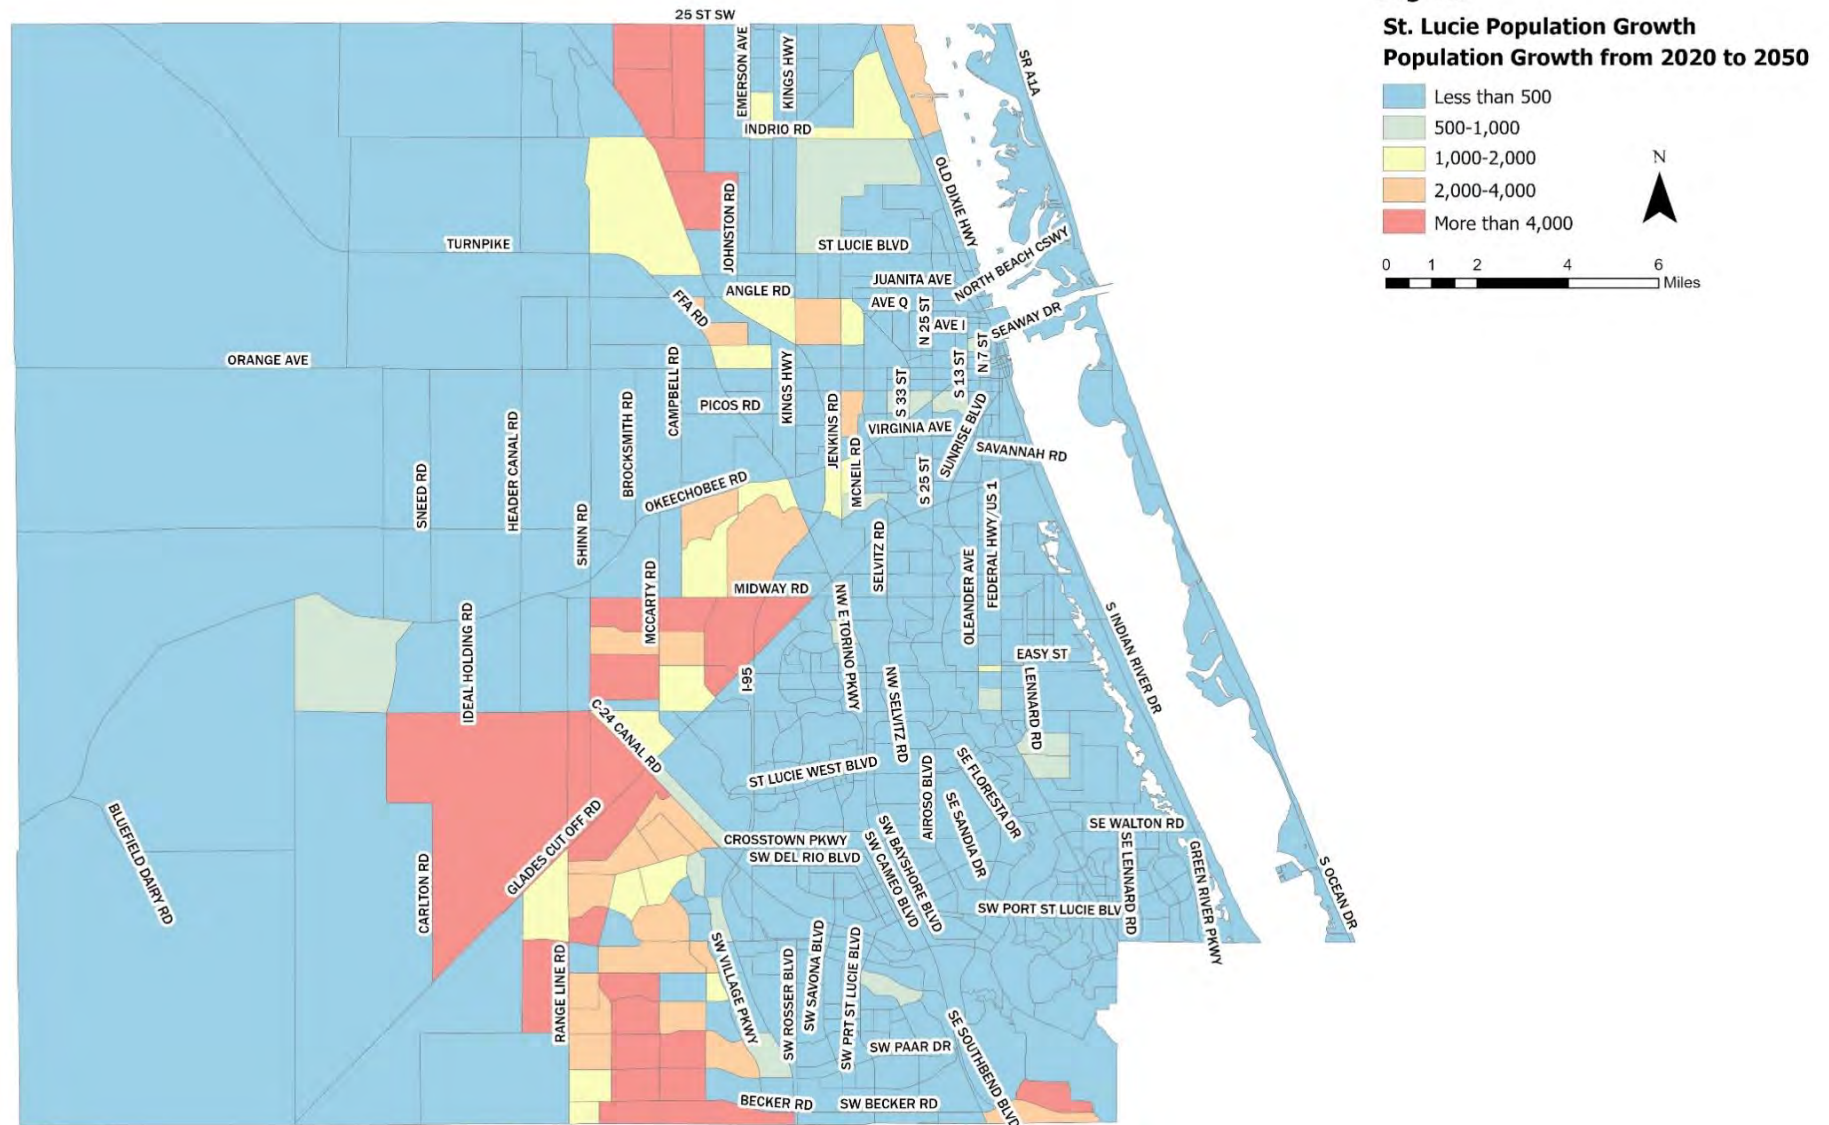 St. Lucie Population Growth
Population Growth from 2020 to 2050
Less than 500
500-1,000
1,000-2,000
2,000-4,000
More than 4,000
N
0 1 2 4 6
Miles
25 ST SW
EMERSON AVE
KINGS HWY
SR A1A
INDRIO RD
OLD DIXIE HWY
JOHNSTON RD
TURNPIKE
ST LUCIE BLVD
NORTH BEACH CSWY
JUANITA AVE
ANGLE RD
FFA RD
AVE Q
N 25 ST
AVE I
SEAWAY DR
N 7 ST
ORANGE AVE
CAMPBELL RD
KINGS HWY
S 33 ST
S 13 ST
PICOS RD
BROCKSMITH RD
JENKINS RD
VIRGINIA AVE
SUNRISE BLVD
SAVANNAH RD
HEADER CANAL RD
SNEED RD
OKEECHOBEE RD
MCNEIL RD
S 25 ST
SHINN RD
SELVITZ RD
FEDERAL HWY/US 1
OLEANDER AVE
MCCARTY RD
MIDWAY RD
NW E TORINO PKWY
S INDIAN RIVER DR
IDEAL HOLDING RD
EASY ST
I-95
NW SELVITZ RD
LENNARD RD
C-24 CANAL RD
ST LUCIE WEST BLVD
AIROSO BLVD
SE FLORESTA DR
BLUEFIELD DAIRY RD
GLADES CUT OFF RD
SE SANDIA DR
SE WALTON RD
CROSSTOWN PKWY
SW DEL RIO BLVD
SW CAMEO BLVD
SW BAYSHORE BLVD
SE LENNARD RD
GREEN RIVER PKWY
S OCEAN DR
CARLTON RD
SW PORT ST LUCIE BLV
RANGE LINE RD
SW VILLAGE PKWY
SW ROSSER BLVD
SW SAVONA BLVD
SW PRT ST LUCIE BLVD
SW PAAR DR
SE SOUTHBEND BLVD
BECKER RD
SW BECKER RD